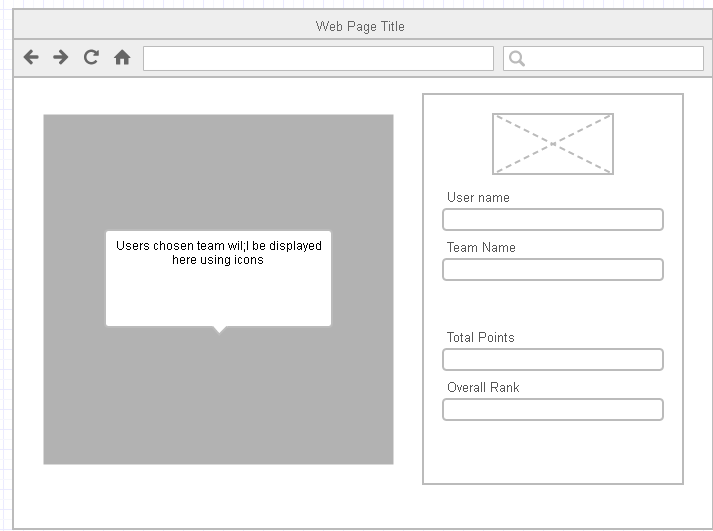 Web Page Title
Users chosen team wil;l be displayed
here using icons
User name
Team Name
Total Points
Overall Rank